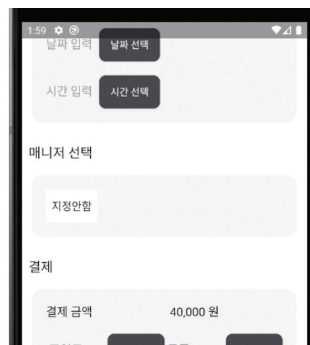 1:59
날짜 입력 날짜 선택
시간 입력 시간 선택
매니저 선택
지정안함
결제
결제 금액 40,000 원